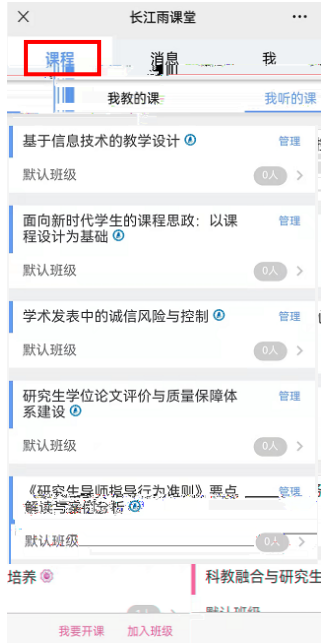 长江雨课堂
课程 消息 我
我教的课 我听的课
基于信息技术的教学设计 管理
默认班级 0人
面向新时代学生的课程思政：以课 管理
程设计为基础
默认班级 0人
学术发表中的诚信风险与控制 管理
默认班级 0人
研究生学位论文评价与质量保障体 管理
系建设
默认班级 0人
《研究生导师指导行为准则》要点 管理
解读与案例分析
默认班级 0人
培养 科教融合与研究生
默认班级
我要开课 加入班级